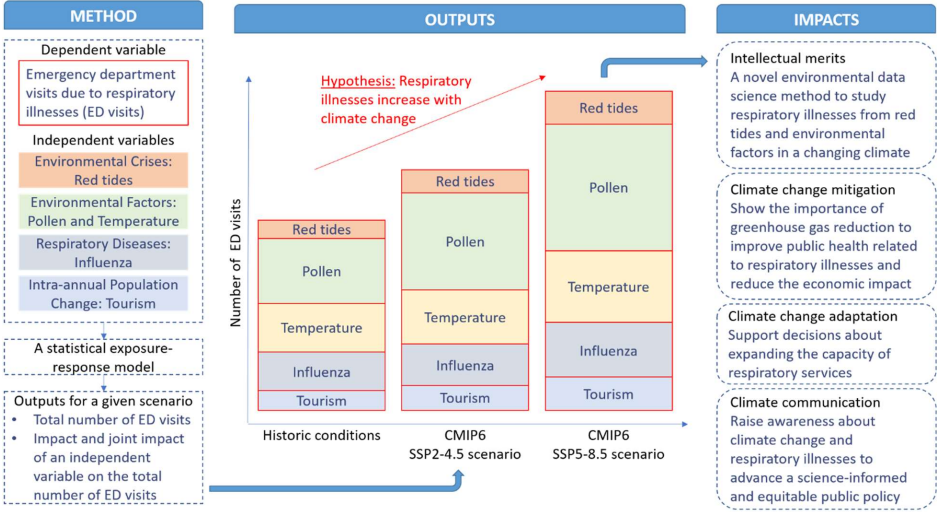 METHOD
Dependent variable
Emergency department
visits due to respiratory
illnesses (ED visits)
Independent variables
Environmental Crises:
Red tides
Environmental Factors:
Pollen and Temperature
Respiratory Diseases:
Influenza
Intra-annual Population
Change: Tourism
A statistical exposure-
response model
Outputs for a given scenario
• Total number of ED visits
• Impact and joint impact
of an independent
variable on the total
number of ED visits
OUTPUTS
Number of ED visits
Hypothesis: Respiratory
illnesses increase with
climate change
Red tides
Pollen
Temperature
Influenza
Tourism
Historic conditions
Red tides
Pollen
Temperature
Influenza
Tourism
CMIP6
SSP2-4.5 scenario
Red tides
Pollen
Temperature
Influenza
Tourism
CMIP6
SSP5-8.5 scenario
IMPACTS
Intellectual merits
A novel environmental data
science method to study
respiratory illnesses from red
tides and environmental
factors in a changing climate
Climate change mitigation
Show the importance of
greenhouse gas reduction to
improve public health related
to respiratory illnesses and
reduce the economic impact
Climate change adaptation
Support decisions about
expanding the capacity of
respiratory services
Climate communication
Raise awareness about
climate change and
respiratory illnesses to
advance a science-informed
and equitable public policy